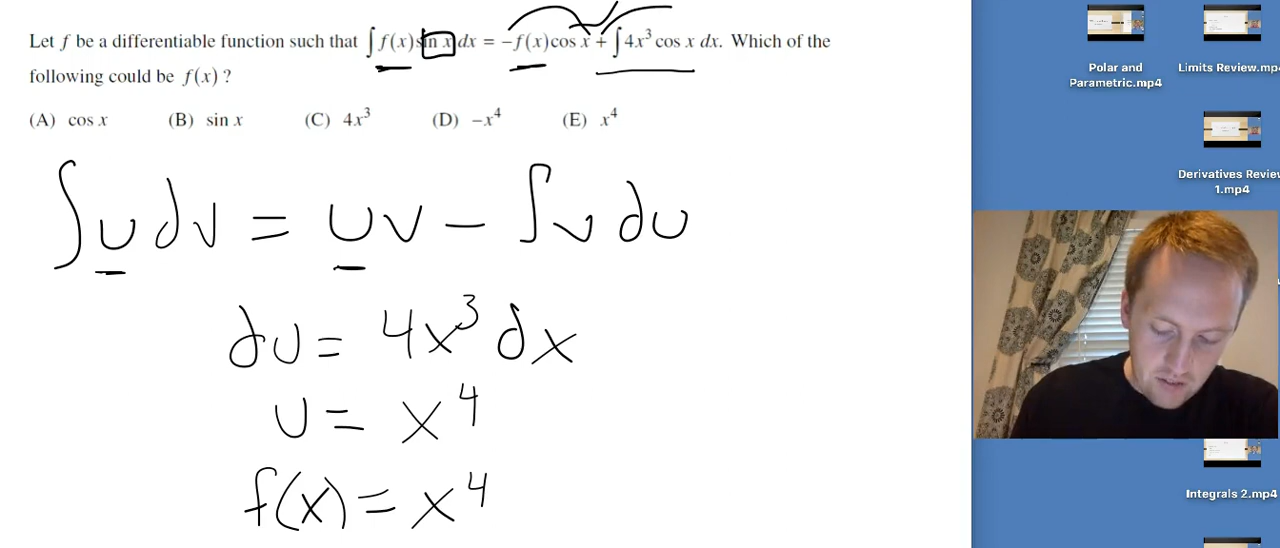 Let f be a differentiable function such that ∫ f(x) sin x dx = −f(x) cos x + ∫ 4x³ cos x dx. Which of the
following could be f(x) ?
(A) cos x (B) sin x (C) 4x³ (D) −x⁴ (E) x⁴
∫ u dv = uv − ∫ v du
du = 4x³ dx
u = x⁴
f(x) = x⁴
Polar and
Parametric.mp4
Limits Review.mp4
Derivatives Review
1.mp4
Integrals 2.mp4